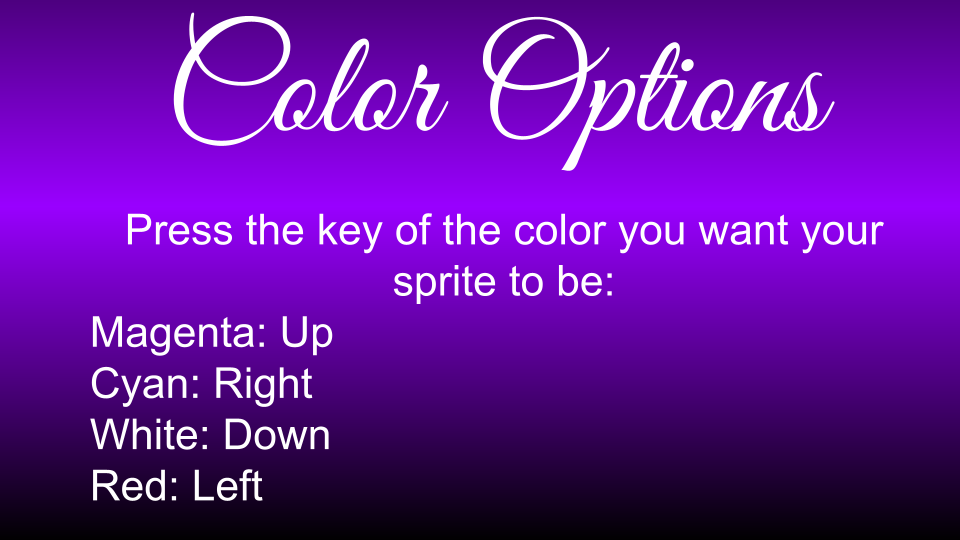 Color Options
Press the key of the color you want your
sprite to be:
Magenta: Up
Cyan: Right
White: Down
Red: Left